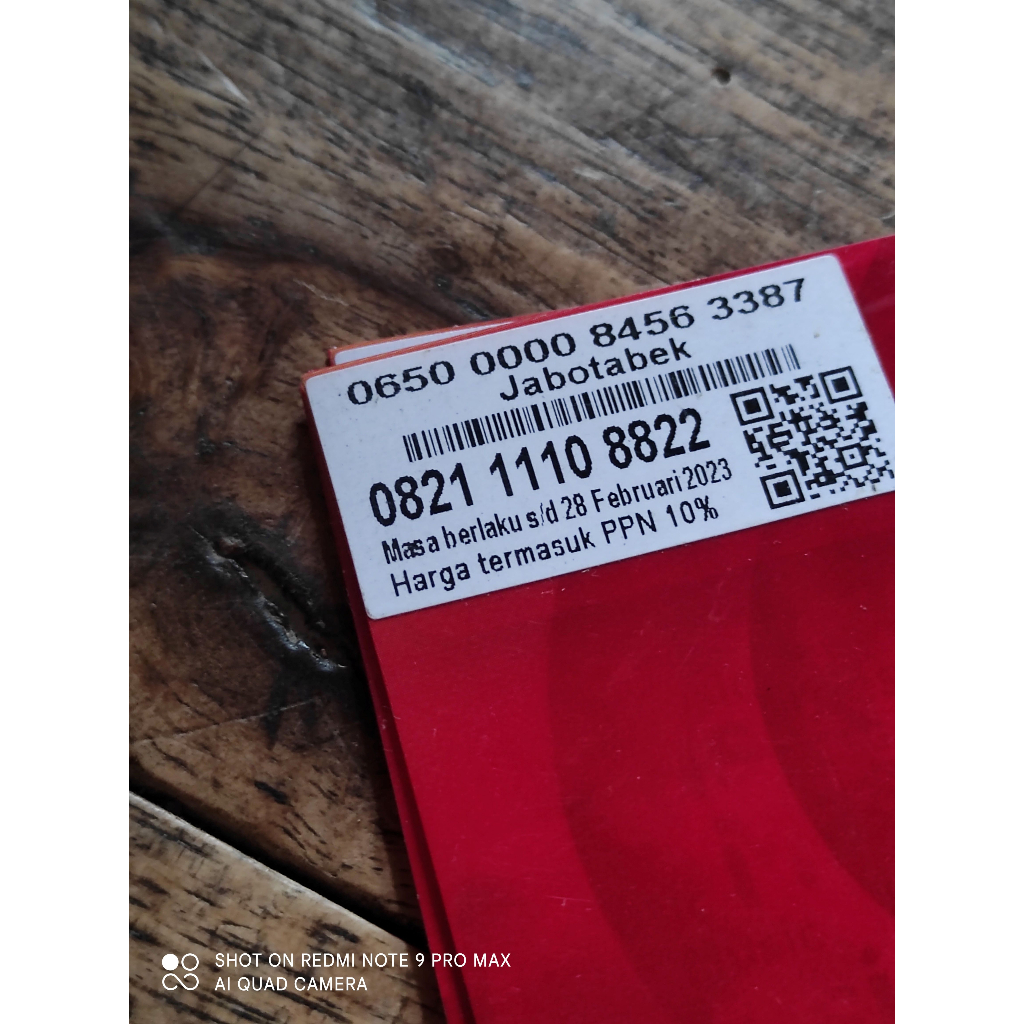 0650 0000 8456 3387
Jabotabek
0821 1110 8822
Masa berlaku s/d 28 Februari 2023
Harga termasuk PPN 10%
SHOT ON REDMI NOTE 9 PRO MAX
AI QUAD CAMERA